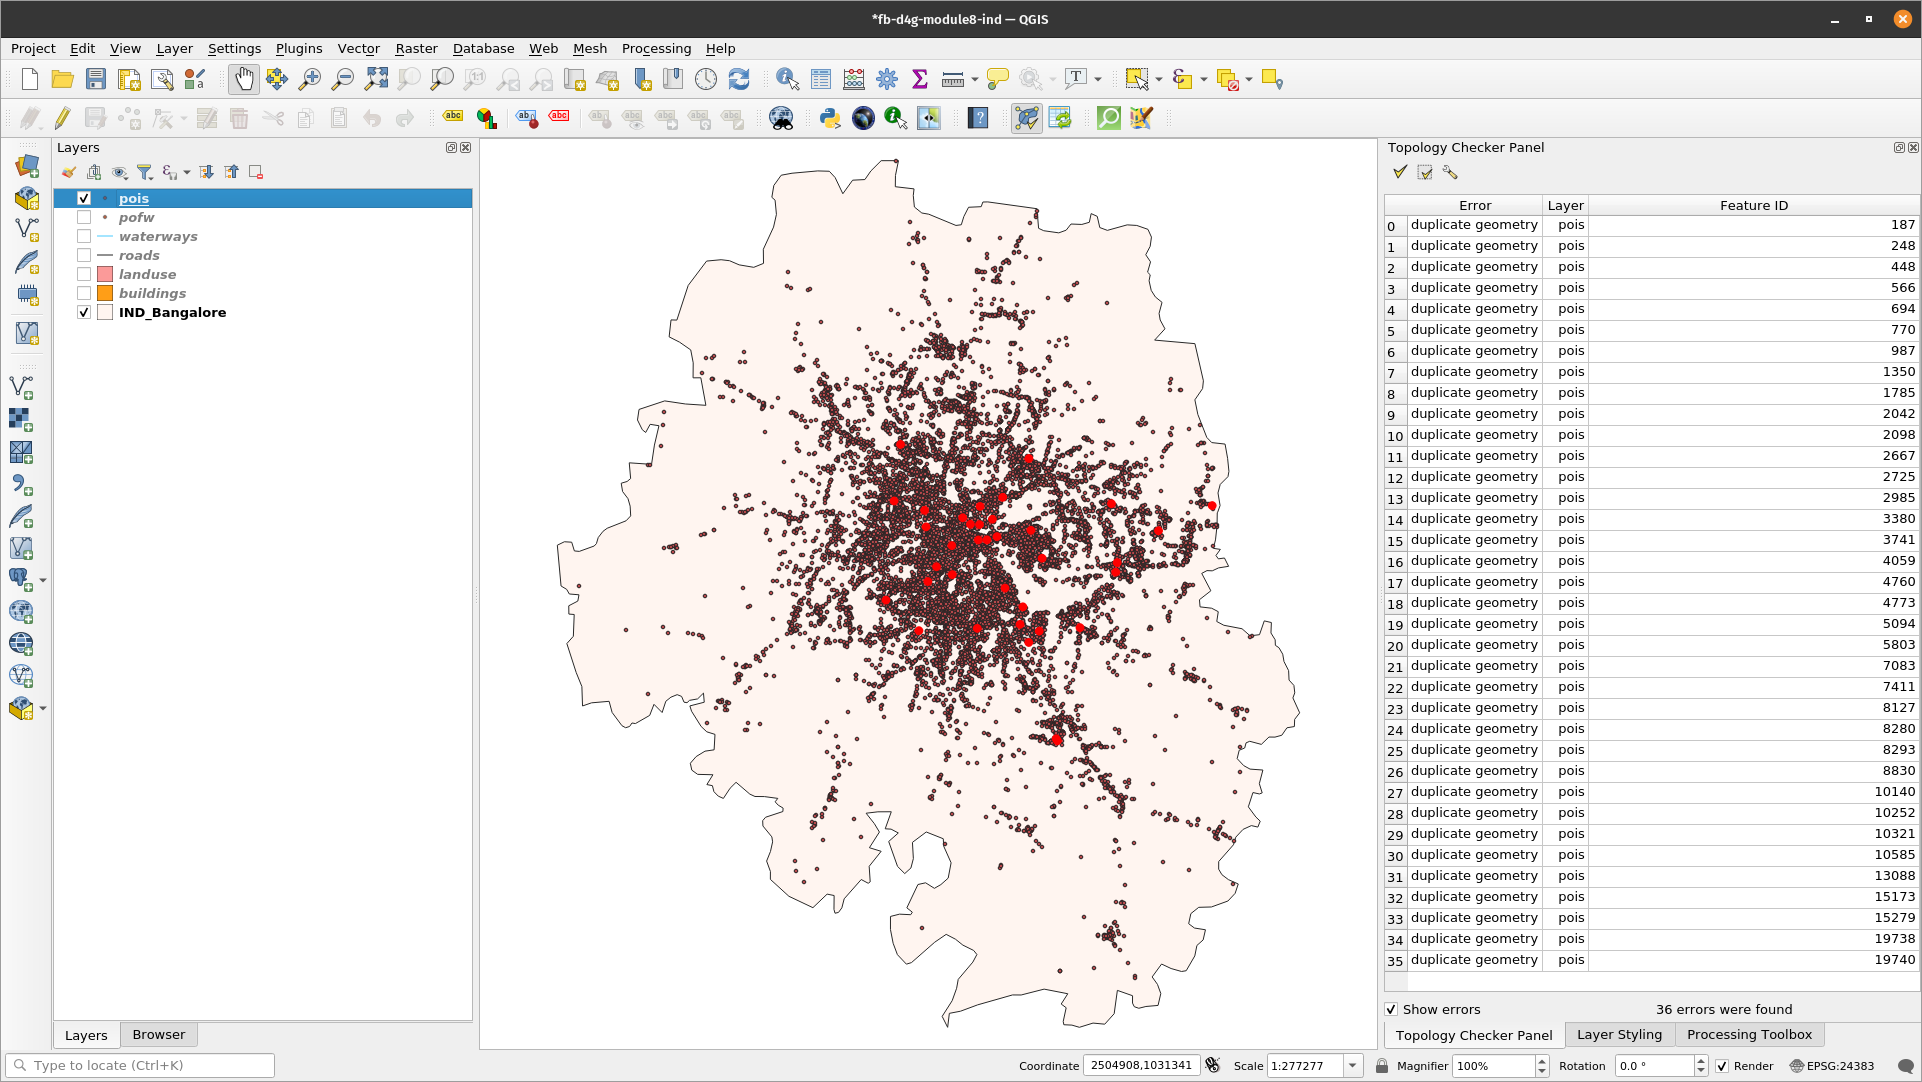 *fb-d4g-module8-ind — QGIS
Project Edit View Layer Settings Plugins Vector Raster Database Web Mesh Processing Help
Layers
pois
pofw
waterways
roads
landuse
buildings
IND_Bangalore
Layers Browser
Topology Checker Panel
Error Layer Feature ID
0 duplicate geometry pois 187
1 duplicate geometry pois 248
2 duplicate geometry pois 448
3 duplicate geometry pois 566
4 duplicate geometry pois 694
5 duplicate geometry pois 770
6 duplicate geometry pois 987
7 duplicate geometry pois 1350
8 duplicate geometry pois 1785
9 duplicate geometry pois 2042
10 duplicate geometry pois 2098
11 duplicate geometry pois 2667
12 duplicate geometry pois 2725
13 duplicate geometry pois 2985
14 duplicate geometry pois 3380
15 duplicate geometry pois 3741
16 duplicate geometry pois 4059
17 duplicate geometry pois 4760
18 duplicate geometry pois 4773
19 duplicate geometry pois 5094
20 duplicate geometry pois 5803
21 duplicate geometry pois 7083
22 duplicate geometry pois 7411
23 duplicate geometry pois 8127
24 duplicate geometry pois 8280
25 duplicate geometry pois 8293
26 duplicate geometry pois 8830
27 duplicate geometry pois 10140
28 duplicate geometry pois 10252
29 duplicate geometry pois 10321
30 duplicate geometry pois 10585
31 duplicate geometry pois 13088
32 duplicate geometry pois 15173
33 duplicate geometry pois 15279
34 duplicate geometry pois 19738
35 duplicate geometry pois 19740
Show errors 36 errors were found
Topology Checker Panel Layer Styling Processing Toolbox
Type to locate (Ctrl+K) Coordinate 2504908,1031341 Scale 1:277277 Magnifier 100% Rotation 0.0 ° Render EPSG:24383